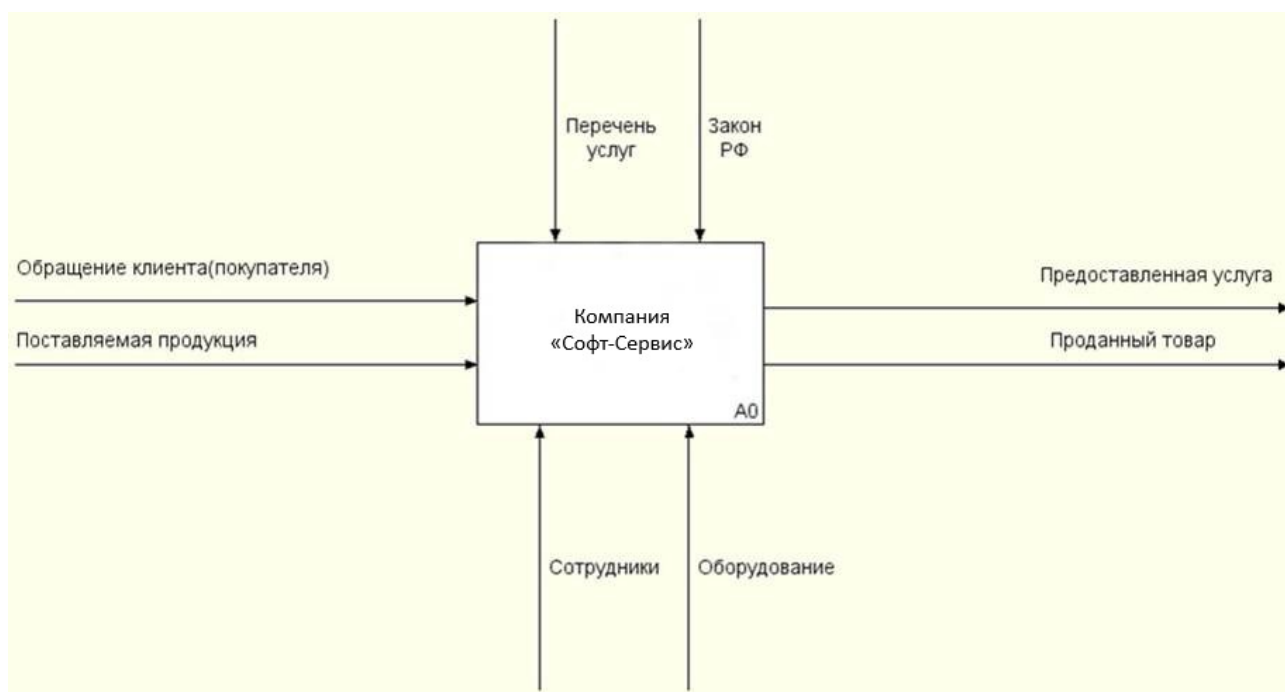 Перечень
услуг
Закон
РФ
Обращение клиента(покупателя)
Поставляемая продукция
Компания
«Софт-Сервис»
A0
Предоставленная услуга
Проданный товар
Сотрудники
Оборудование